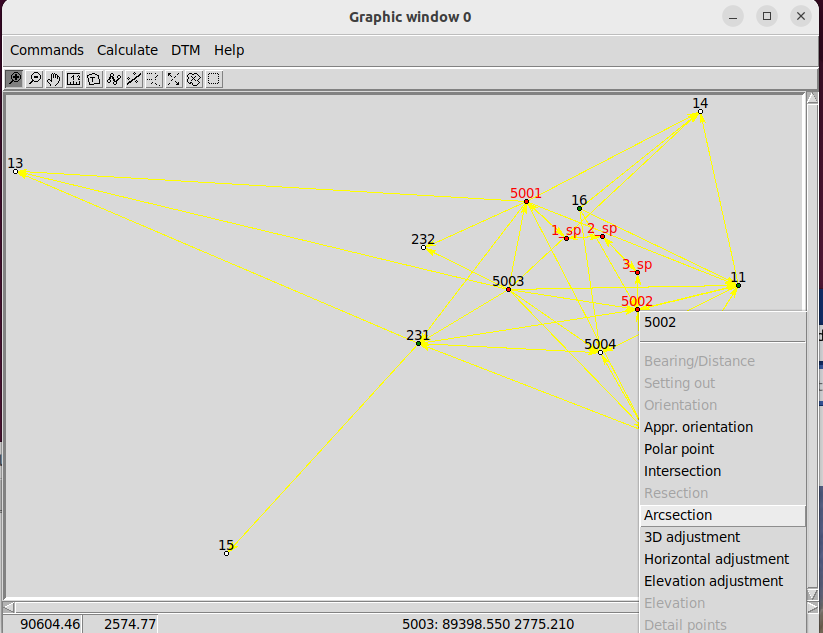 Graphic window 0
Commands Calculate DTM Help
14
13
5001
16
1_sp 2_sp
232
3_sp
11
5003
5002
231
5004
5002
Bearing/Distance
Setting out
Orientation
Appr. orientation
Polar point
Intersection
Resection
Arcsection
3D adjustment
Horizontal adjustment
Elevation adjustment
Elevation
Detail points
15
90604.46 2574.77 5003: 89398.550 2775.210